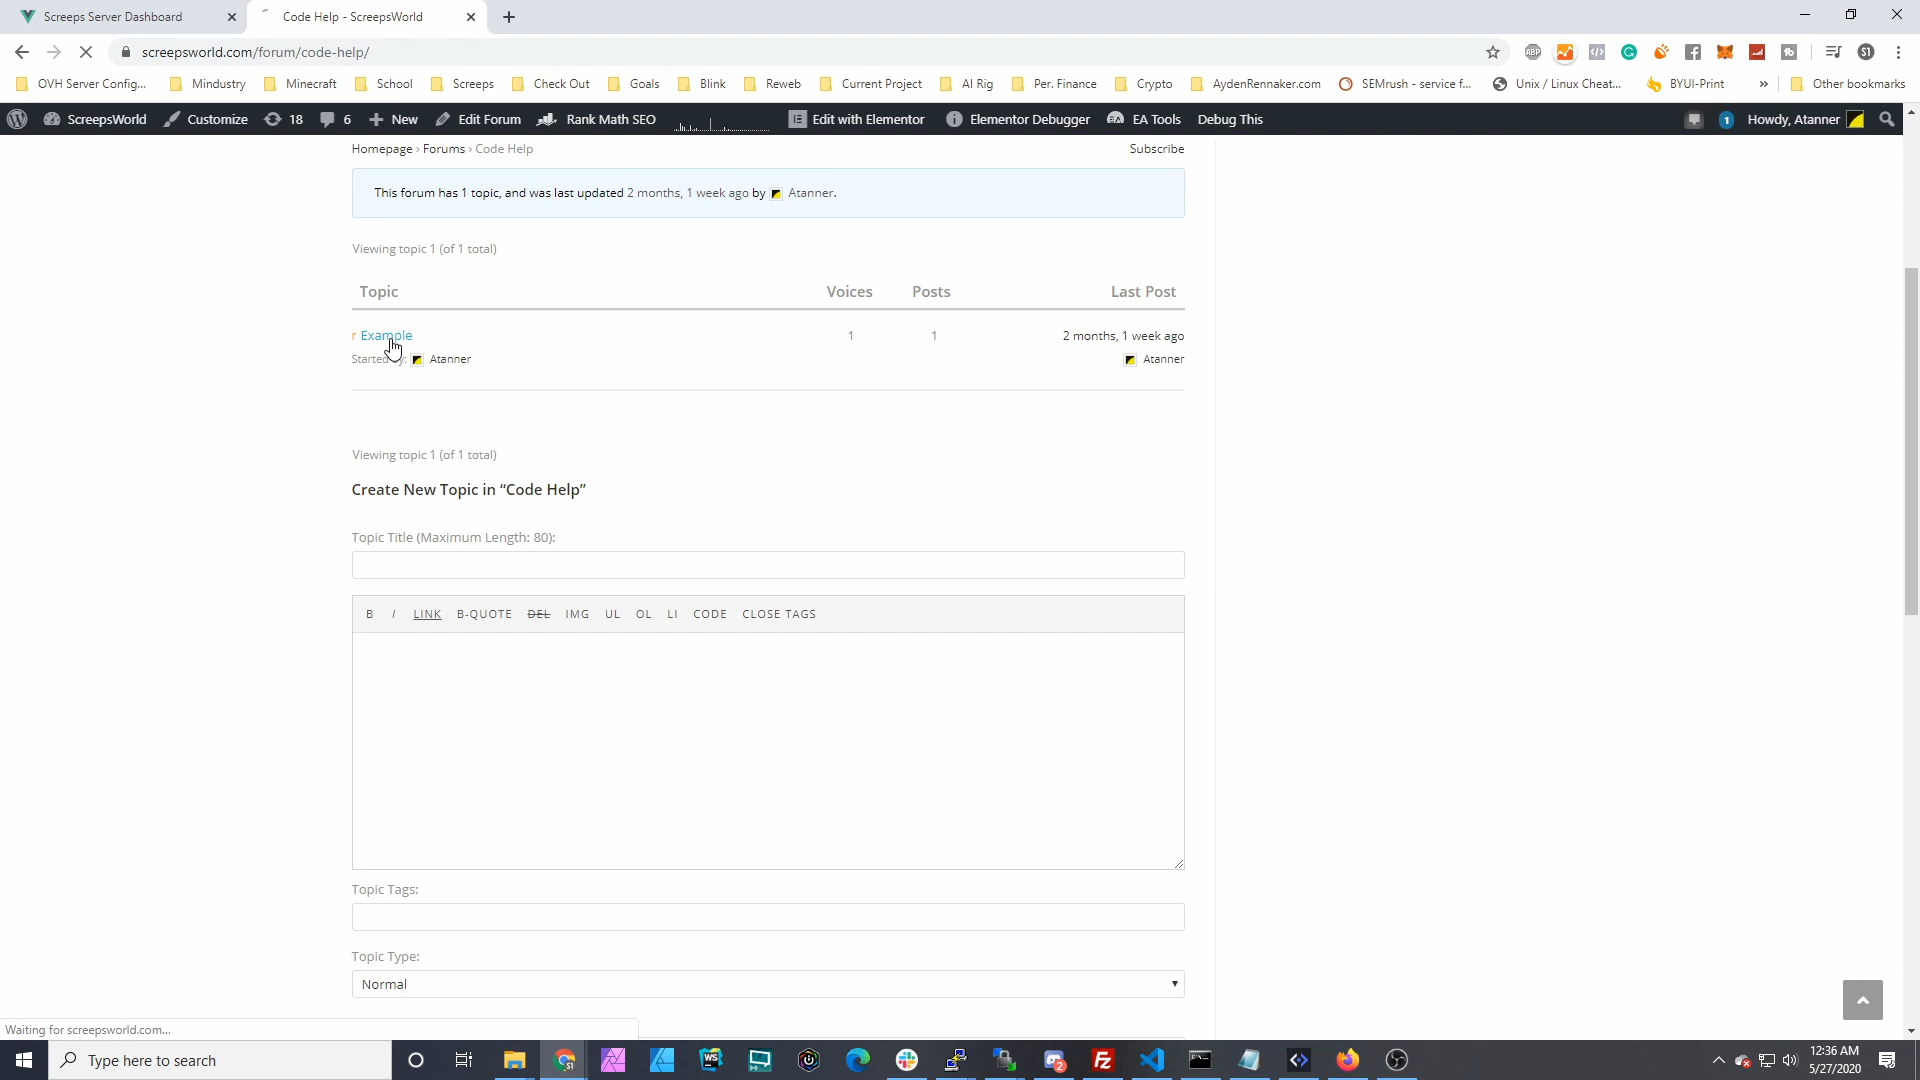 Screeps Server Dashboard
Code Help - ScreepsWorld
screepsworld.com/forum/code-help/
ABP
S1
OVH Server Config...
Mindustry
Minecraft
School
Screeps
Check Out
Goals
Blink
Reweb
Current Project
AI Rig
Per. Finance
Crypto
AydenRennaker.com
SEMrush - service f...
Unix / Linux Cheat...
BYUI-Print
»
Other bookmarks
ScreepsWorld
Customize
18
6
New
Edit Forum
Rank Math SEO
Edit with Elementor
Elementor Debugger
EA Tools
Debug This
1
Howdy, Atanner
Homepage › Forums › Code Help
Subscribe
This forum has 1 topic, and was last updated 2 months, 1 week ago by Atanner.
Viewing topic 1 (of 1 total)
Topic Voices Posts Last Post
r Example 1 1 2 months, 1 week ago
Started Atanner Atanner
Viewing topic 1 (of 1 total)
Create New Topic in “Code Help”
Topic Title (Maximum Length: 80):
B I LINK B-QUOTE DEL IMG UL OL LI CODE CLOSE TAGS
Topic Tags:
Topic Type:
Normal
Waiting for screepsworld.com...
Type here to search
WS
2
12:36 AM
5/27/2020